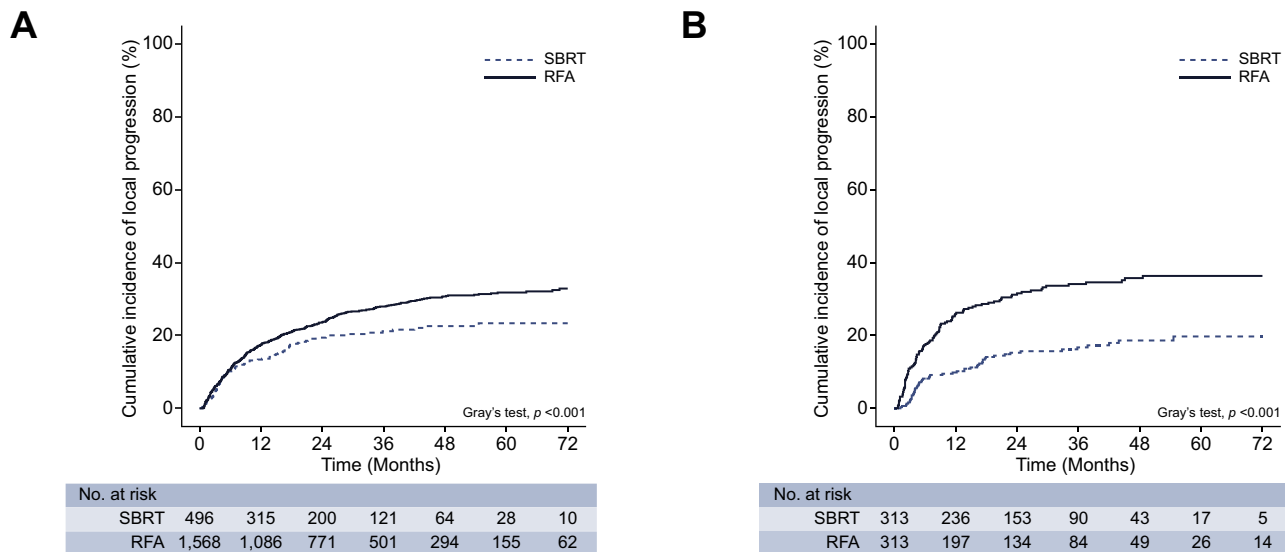 A
Cumulative incidence of local progression (%)
100
80
60
40
20
0
SBRT
RFA
Gray's test, p <0.001
0 12 24 36 48 60 72
Time (Months)
No. at risk
SBRT 496 315 200 121 64 28 10
RFA 1,568 1,086 771 501 294 155 62
B
Cumulative incidence of local progression (%)
100
80
60
40
20
0
SBRT
RFA
Gray's test, p <0.001
0 12 24 36 48 60 72
Time (Months)
No. at risk
SBRT 313 236 153 90 43 17 5
RFA 313 197 134 84 49 26 14